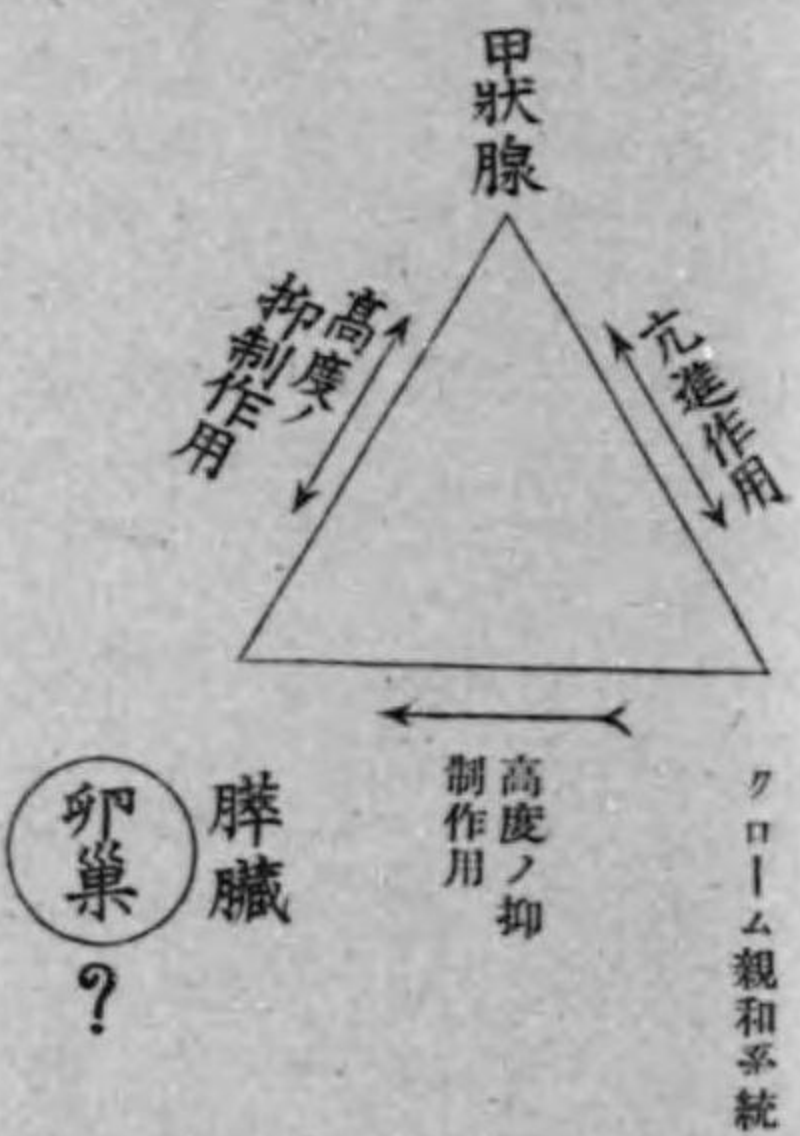 甲狀腺
亢進作用
高度ノ
抑制作用
高度ノ抑
制作用
クローム親和系統
膵臓
卵巣
?